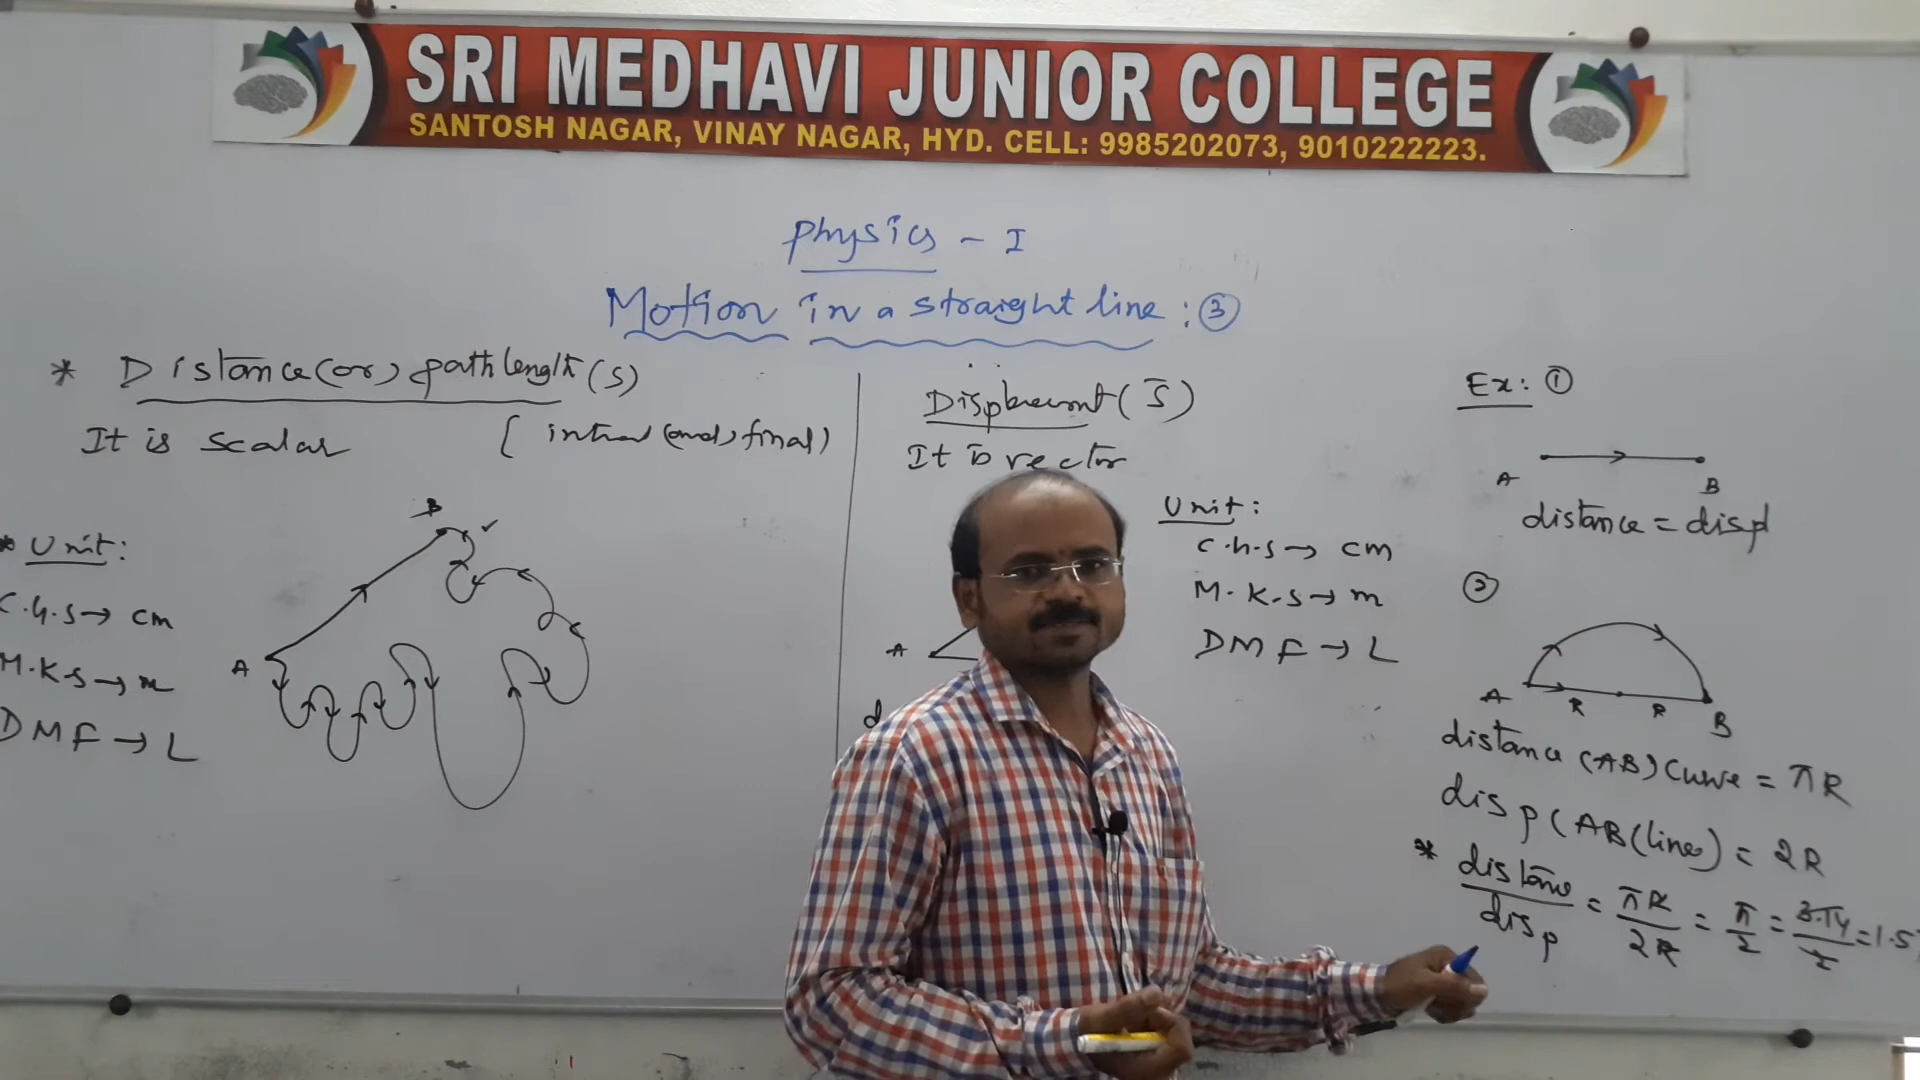 SRI MEDHAVI JUNIOR COLLEGE
SANTOSH NAGAR, VINAY NAGAR, HYD. CELL: 9985202073, 9010222223.
Physics - I
Motion in a straight line : ③
* Distance (or) path length (s)
It is scalar
final)
B
* Unit:
C.G.S → cm
M.K.S → m
DMF → L
A
Displacement (s̄)
It is vector
Unit:
C.G.S → cm
M.K.S → m
DMF → L
A
d
Ex: ①
A B
distance = disp
②
A R R B
distance (AB) Curve = πR
disp (AB (line) = 2R
* distance/disp = πR/2R = π/2 = 3.14/2 = 1.57